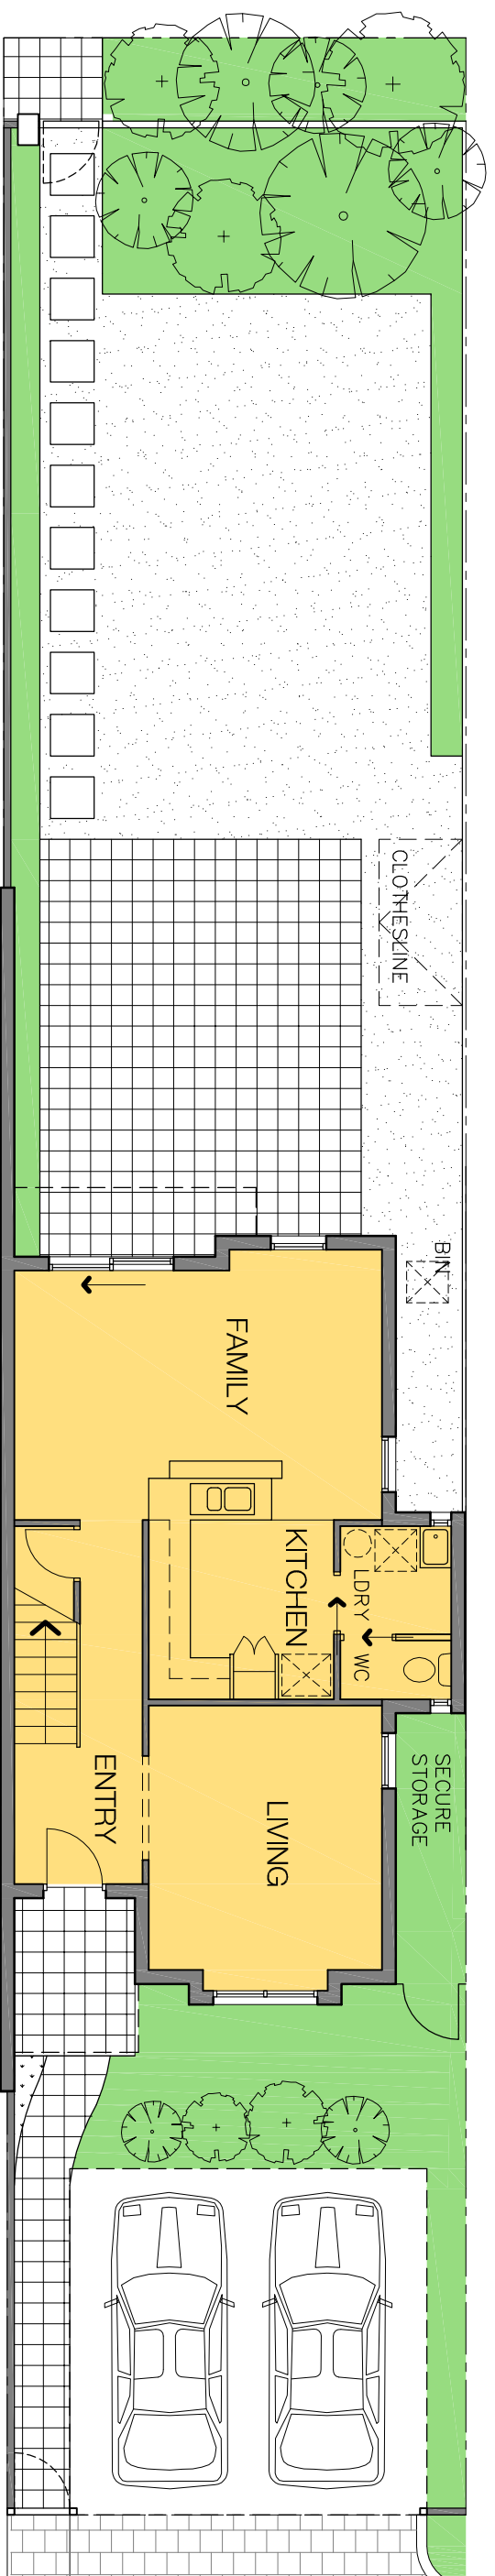 CLOTHESLINE
BIN
FAMILY
KITCHEN
LDRY
WC
SECURE
STORAGE
ENTRY
LIVING